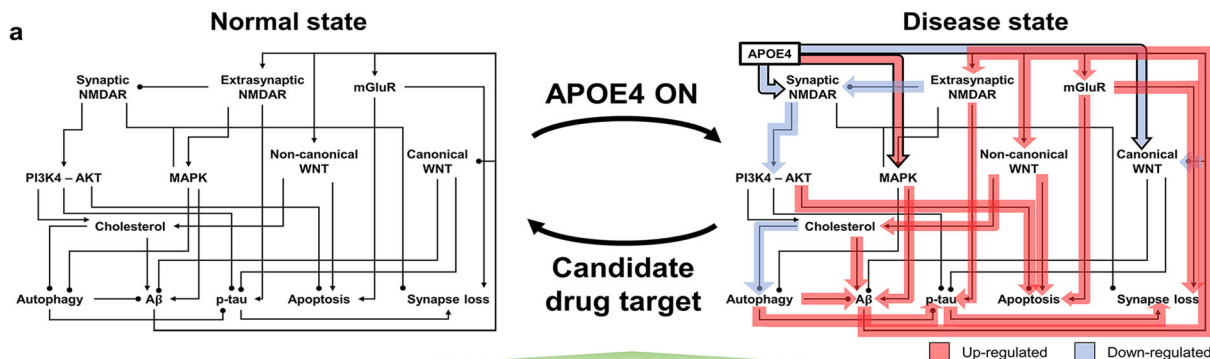 a
Normal state
Disease state
APOE4
Synaptic
NMDAR
Extrasynaptic
NMDAR
mGluR
Non-canonical
WNT
Canonical
WNT
PI3K4 – AKT
MAPK
Cholesterol
Autophagy
Aβ
p-tau
Apoptosis
Synapse loss
APOE4 ON
Candidate
drug target
Synaptic
NMDAR
Extrasynaptic
NMDAR
mGluR
Non-canonical
WNT
Canonical
WNT
PI3K4 – AKT
MAPK
Cholesterol
Autophagy
Aβ
p-tau
Apoptosis
Synapse loss
Up-regulated
Down-regulated